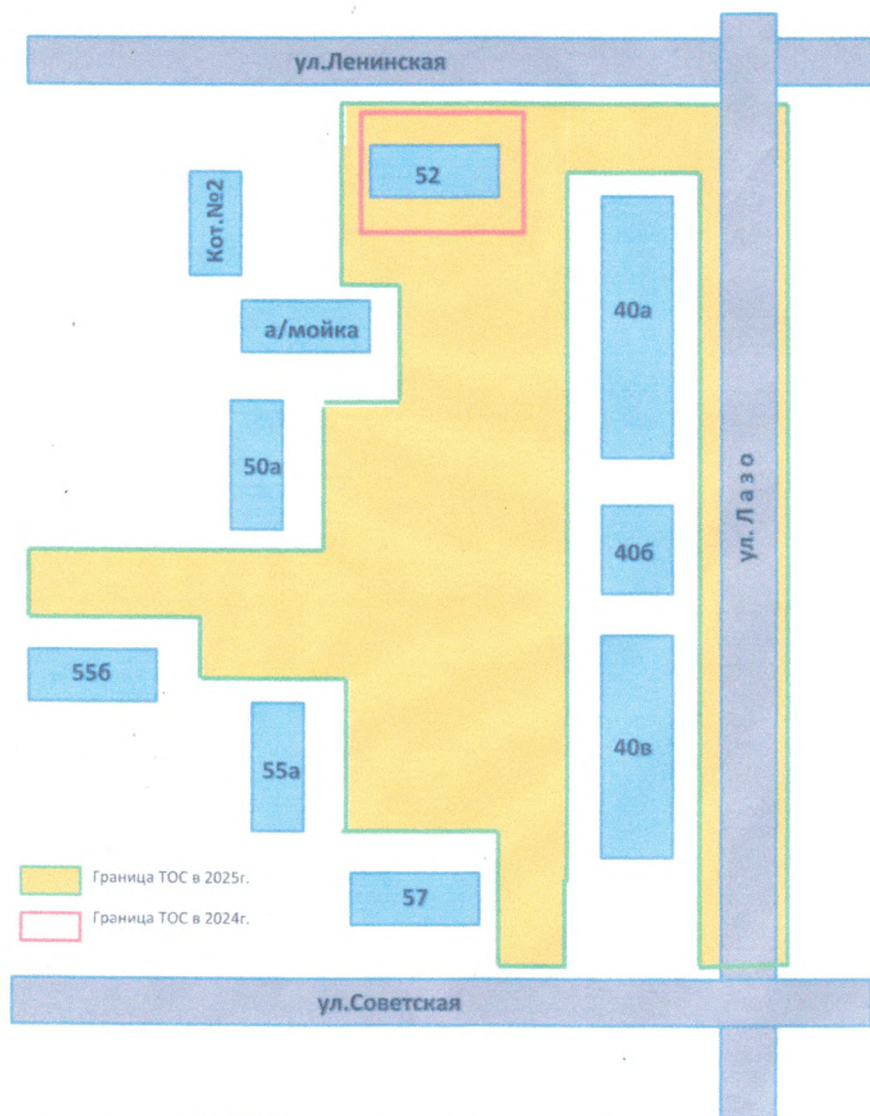 ул.Ленинская
52
Кот.№2
40а
а/мойка
50а
ул. Лазо
40б
55б
40в
55а
Граница ТОС в 2025г.
57
Граница ТОС в 2024г.
ул.Советская